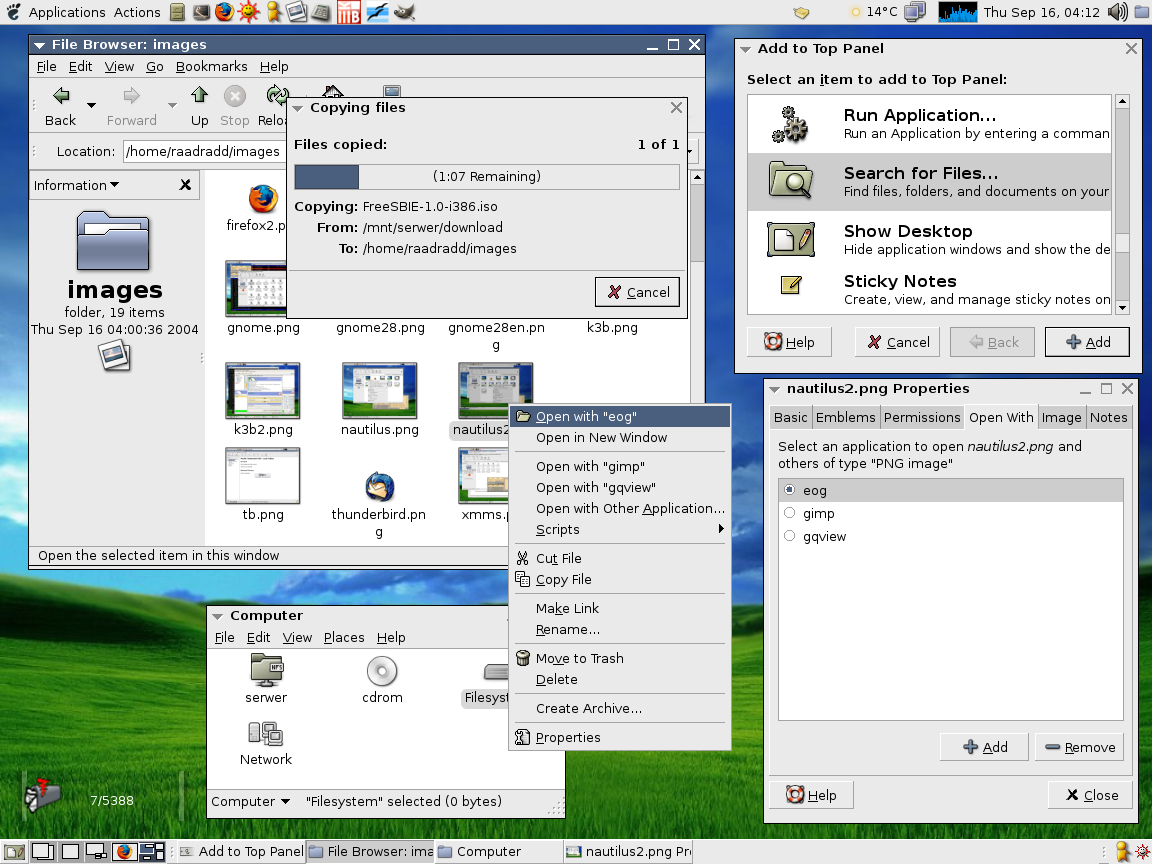 Applications Actions
14°C
Thu Sep 16, 04:12
File Browser: images
File Edit View Go Bookmarks Help
Back Forward Up Stop
Location: /home/raadradd/images
Information
images
folder, 19 items
Thu Sep 16 04:00:36 2004
gnome.png gnome28.png gnome28en.png k3b.png
k3b2.png nautilus.png
tb.png thunderbird.png
Open the selected item in this window
Copying files
Files copied: 1 of 1
(1:07 Remaining)
Copying: FreeSBIE-1.0-i386.iso
From: /mnt/serwer/download
To: /home/raadradd/images
Cancel
Open with "eog"
Open in New Window
Open with "gimp"
Open with "gqview"
Open with Other Application...
Scripts
Cut File
Copy File
Make Link
Rename...
Move to Trash
Delete
Create Archive...
Properties
Computer
File Edit View Places Help
serwer cdrom
Network
Computer "Filesystem" selected (0 bytes)
7/5388
Add to Top Panel
Select an item to add to Top Panel:
Run Application...
Run an Application by entering a comman
Search for Files...
Find files, folders, and documents on your
Show Desktop
Hide application windows and show the de
Sticky Notes
Create, view, and manage sticky notes on
Help Cancel Back Add
nautilus2.png Properties
Basic Emblems Permissions Open With Image Notes
Select an application to open nautilus2.png and
others of type "PNG image"
eog
gimp
gqview
Add Remove
Help Close
Add to Top Panel File Browser: ima Computer nautilus2.png Pr